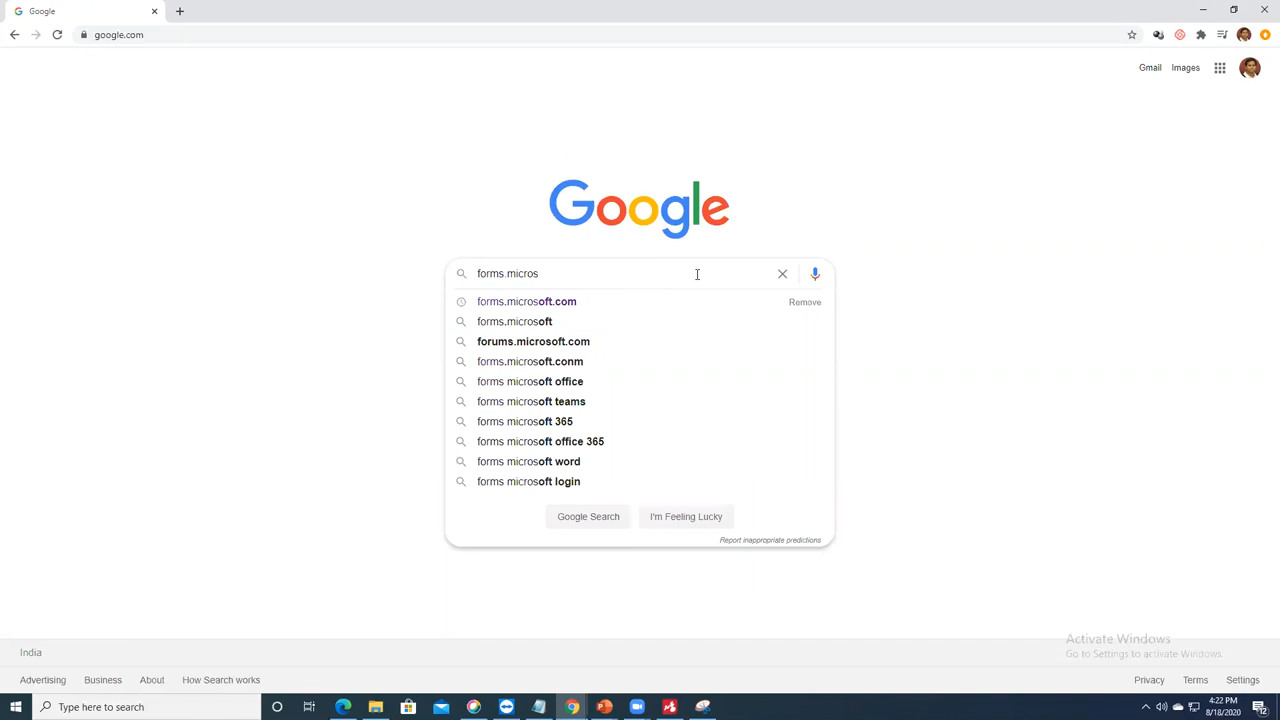 Google
google.com
Gmail Images
Google
forms.micros
forms.microsoft.com Remove
forms.microsoft
forums.microsoft.com
forms.microsoft.conm
forms microsoft office
forms microsoft teams
forms microsoft 365
forms microsoft office 365
forms microsoft word
forms microsoft login
Google Search I'm Feeling Lucky
Report inappropriate predictions
Activate Windows
Go to Settings to activate Windows.
India
Advertising Business About How Search works Privacy Terms Settings
Type here to search
4:22 PM
8/18/2020
12